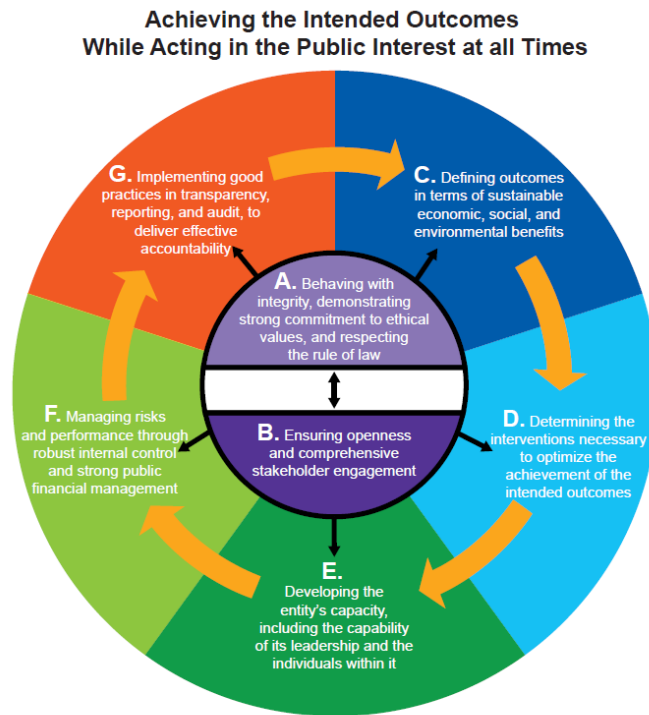 Achieving the Intended Outcomes
While Acting in the Public Interest at all Times
A. Behaving with
integrity, demonstrating
strong commitment to ethical
values, and respecting
the rule of law
B. Ensuring openness
and comprehensive
stakeholder engagement
C. Defining outcomes
in terms of sustainable
economic, social, and
environmental benefits
D. Determining the
interventions necessary
to optimize the
achievement of the
intended outcomes
E.
Developing the
entity's capacity,
including the capability
of its leadership and the
individuals within it
F. Managing risks
and performance through
robust internal control
and strong public
financial management
G. Implementing good
practices in transparency,
reporting, and audit, to
deliver effective
accountability